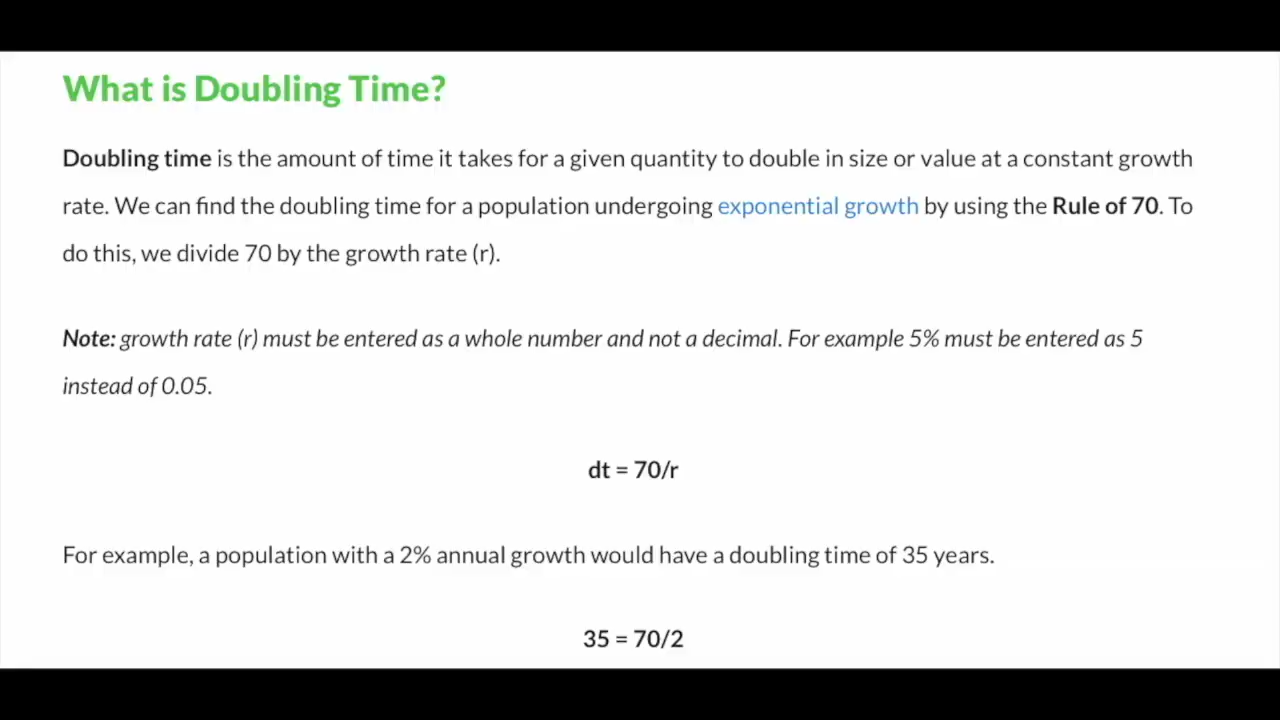 What is Doubling Time?
Doubling time is the amount of time it takes for a given quantity to double in size or value at a constant growth
rate. We can find the doubling time for a population undergoing exponential growth by using the Rule of 70. To
do this, we divide 70 by the growth rate (r).
Note: growth rate (r) must be entered as a whole number and not a decimal. For example 5% must be entered as 5
instead of 0.05.
dt = 70/r
For example, a population with a 2% annual growth would have a doubling time of 35 years.
35 = 70/2